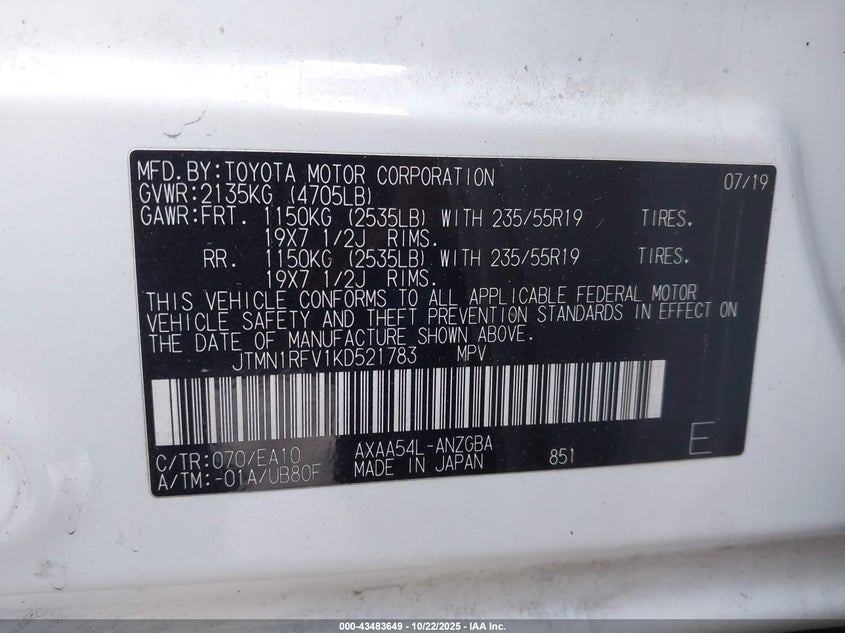 MFD.BY:TOYOTA MOTOR CORPORATION 07/19
GVWR:2135KG (4705LB)
GAWR:FRT. 1150KG (2535LB) WITH 235/55R19 TIRES.
19X7 1/2J RIMS.
RR. 1150KG (2535LB) WITH 235/55R19 TIRES.
19X7 1/2J RIMS.
THIS VEHICLE CONFORMS TO ALL APPLICABLE FEDERAL MOTOR
VEHICLE SAFETY AND THEFT PREVENTION STANDARDS IN EFFECT ON
THE DATE OF MANUFACTURE SHOWN ABOVE.
JTMN1RFV1KD521783 MPV
C/TR:070/EA10 AXAA54L-ANZGBA E
A/TM:-01A/UB80F MADE IN JAPAN 851
000-43483649 - 10/22/2025 - IAA Inc.